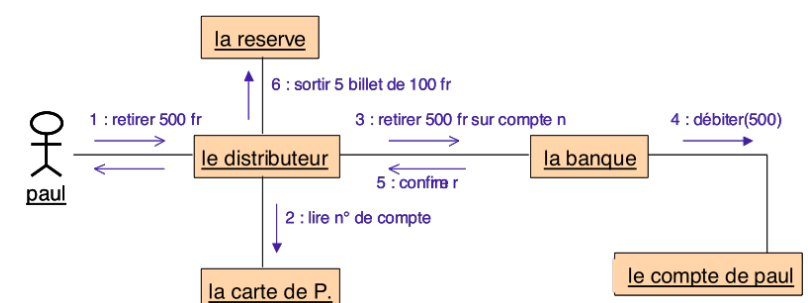 la reserve
6 : sortir 5 billet de 100 fr
1 : retirer 500 fr
3 : retirer 500 fr sur compte n
4 : débiter(500)
le distributeur
la banque
5 : confirmer
paul
2 : lire n° de compte
le compte de paul
la carte de P.